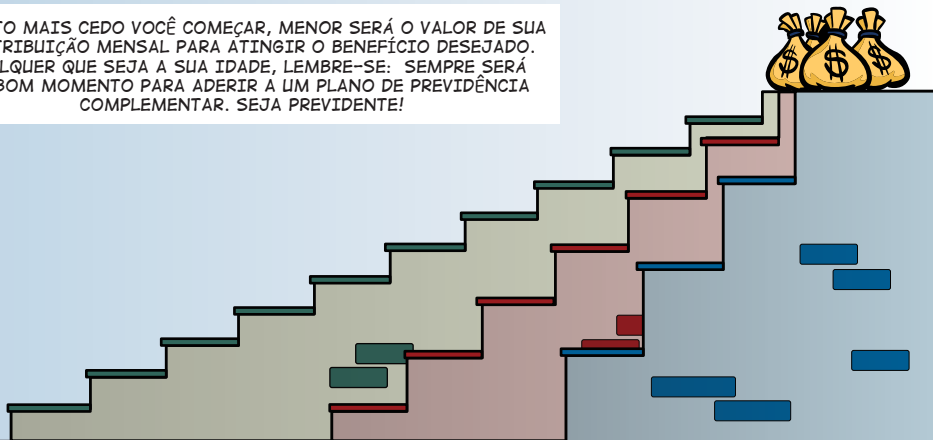 TO MAIS CEDO VOCÊ COMEÇAR, MENOR SERÁ O VALOR DE SUA
TRIBUIÇÃO MENSAL PARA ATINGIR O BENEFÍCIO DESEJADO.
LQUER QUE SEJA A SUA IDADE, LEMBRE-SE: SEMPRE SERÁ
BOM MOMENTO PARA ADERIR A UM PLANO DE PREVIDÊNCIA
COMPLEMENTAR. SEJA PREVIDENTE!
$ $ $